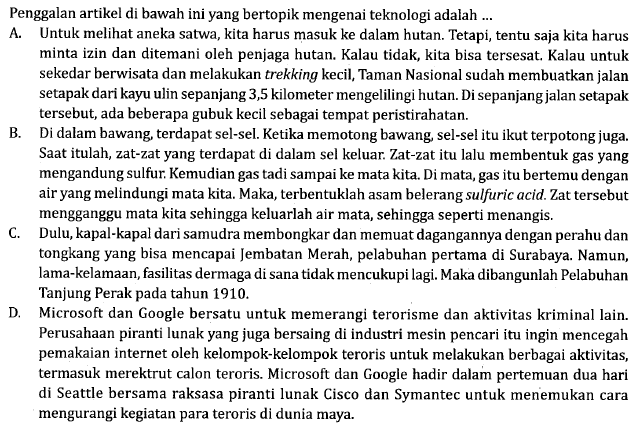 Penggalan artikel di bawah ini yang bertopik mengenai teknologi adalah ...
A. Untuk melihat aneka satwa, kita harus masuk ke dalam hutan. Tetapi, tentu saja kita harus
minta izin dan ditemani oleh penjaga hutan. Kalau tidak, kita bisa tersesat. Kalau untuk
sekedar berwisata dan melakukan trekking kecil, Taman Nasional sudah membuatkan jalan
setapak dari kayu ulin sepanjang 3,5 kilometer mengelilingi hutan. Di sepanjang jalan setapak
tersebut, ada beberapa gubuk kecil sebagai tempat peristirahatan.
B. Di dalam bawang, terdapat sel-sel. Ketika memotong bawang, sel-sel itu ikut terpotong juga.
Saat itulah, zat-zat yang terdapat di dalam sel keluar. Zat-zat itu lalu membentuk gas yang
mengandung sulfur. Kemudian gas tadi sampai ke mata kita. Di mata, gas itu bertemu dengan
air yang melindungi mata kita. Maka, terbentuklah asam belerang sulfuric acid. Zat tersebut
mengganggu mata kita sehingga keluarlah air mata, sehingga seperti menangis.
C. Dulu, kapal-kapal dari samudra membongkar dan memuat dagangannya dengan perahu dan
tongkang yang bisa mencapai Jembatan Merah, pelabuhan pertama di Surabaya. Namun,
lama-kelamaan, fasilitas dermaga di sana tidak mencukupi lagi. Maka dibangunlah Pelabuhan
Tanjung Perak pada tahun 1910.
D. Microsoft dan Google bersatu untuk memerangi terorisme dan aktivitas kriminal lain.
Perusahaan piranti lunak yang juga bersaing di industri mesin pencari itu ingin mencegah
pemakaian internet oleh kelompok-kelompok teroris untuk melakukan berbagai aktivitas,
termasuk merektrut calon teroris. Microsoft dan Google hadir dalam pertemuan dua hari
di Seattle bersama raksasa piranti lunak Cisco dan Symantec untuk menemukan cara
mengurangi kegiatan para teroris di dunia maya.